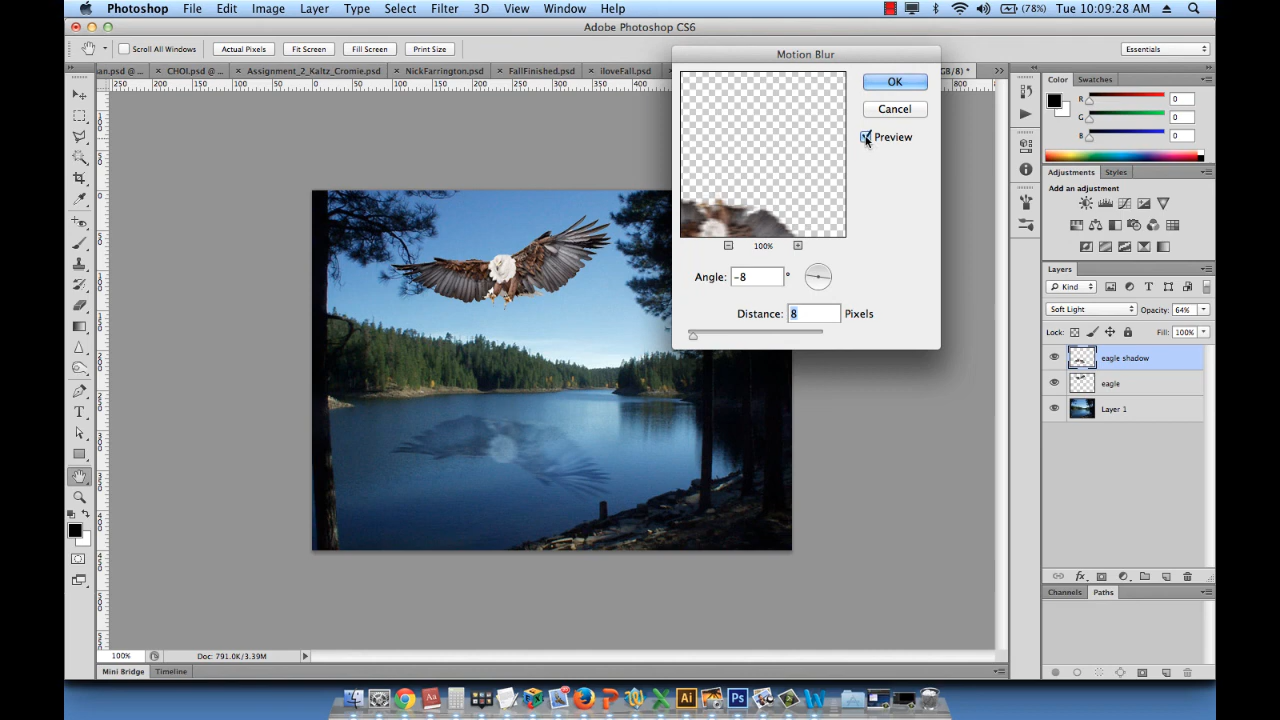 Photoshop File Edit Image Layer Type Select Filter 3D View Window Help (78%) Tue 10:09:28 AM
Adobe Photoshop CS6
Scroll All Windows Actual Pixels Fit Screen Fill Screen Print Size Essentials
an.psd @ ... CHOI.psd @ ... Assignment_2_Kaltz_Cromie.psd NickFarrington.psd FallFinished.psd iloveFall.psd GB/8) *
250 200 150 100 50 0 50 100 150 200 250 300 350 400 450 800
Motion Blur
OK
Cancel
Preview
100%
Angle: -8 °
Distance: 8 Pixels
Color Swatches
R 0
G 0
B 0
Adjustments Styles
Add an adjustment
Layers
Kind
Soft Light Opacity: 64%
Lock: Fill: 100%
eagle shadow
eagle
Layer 1
Channels Paths
100% Doc: 791.0K/3.39M
Mini Bridge Timeline
Ai Ps